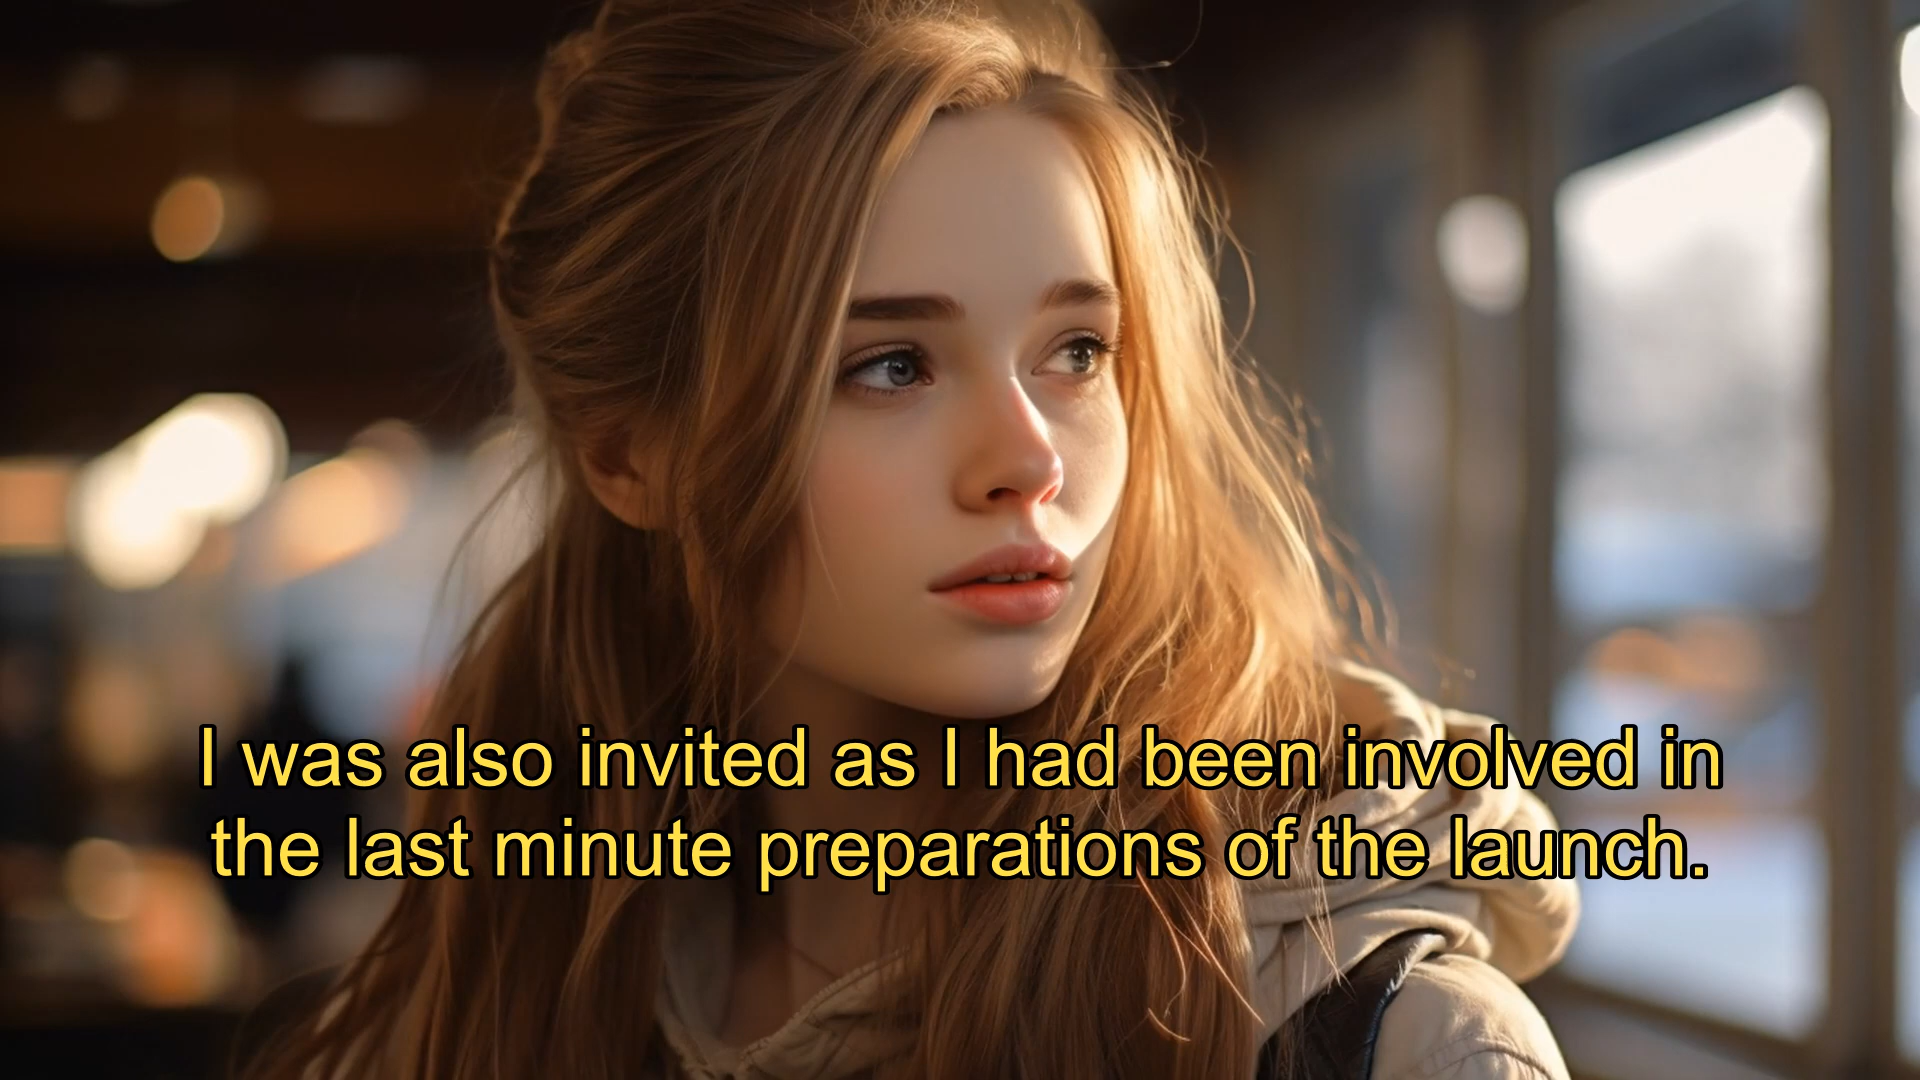 I was also invited as I had been involved in
the last minute preparations of the launch.